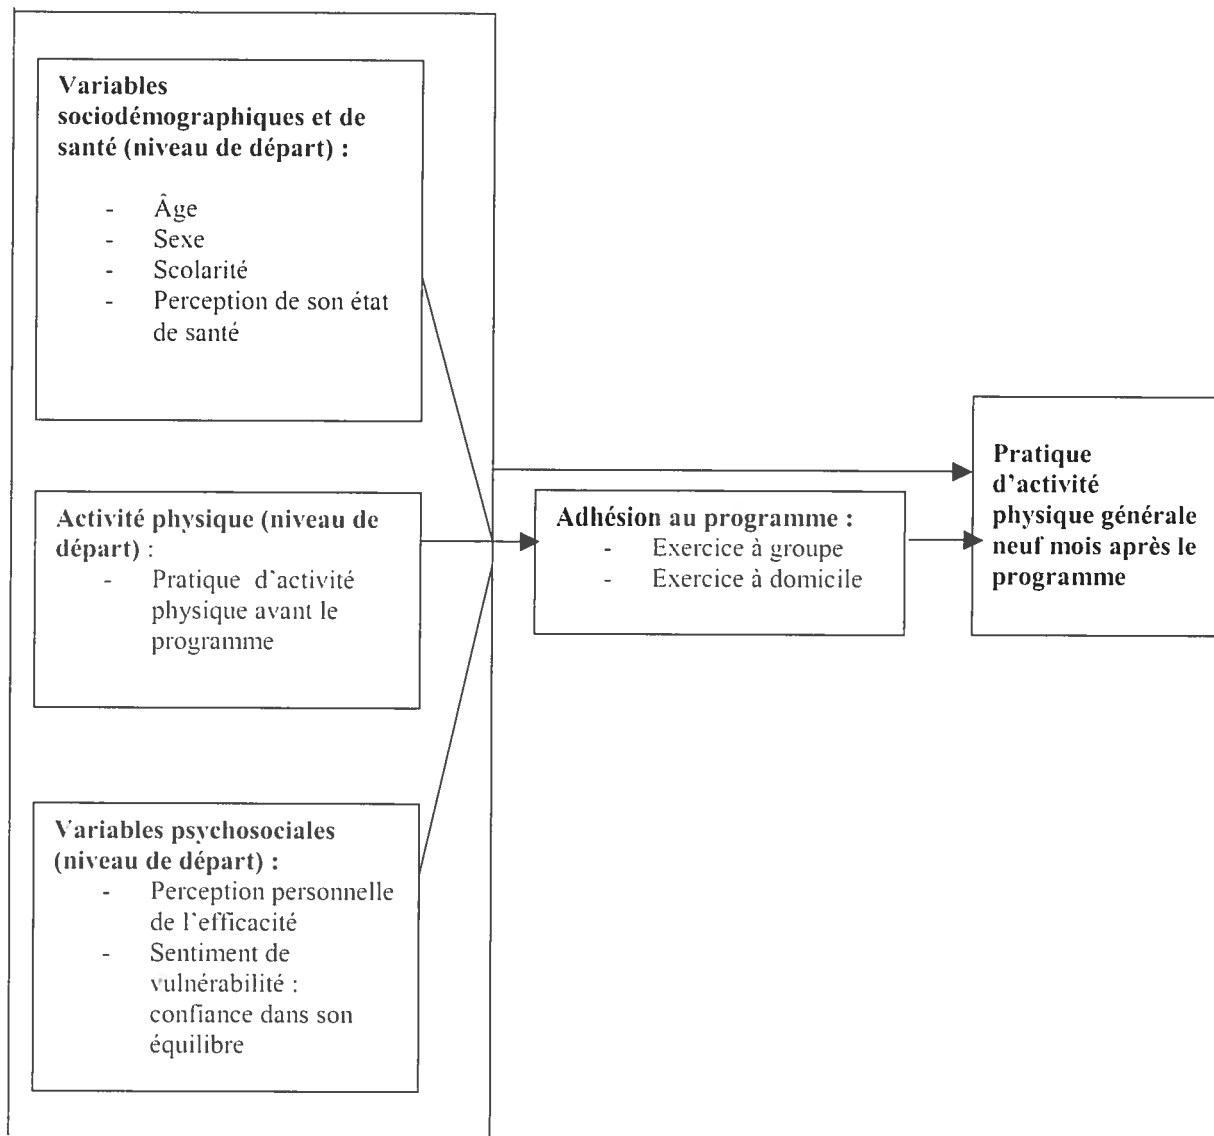 Variables
sociodémographiques et de
santé (niveau de départ) :
- Âge
- Sexe
- Scolarité
- Perception de son état
de santé
Activité physique (niveau de
départ) :
- Pratique d'activité
physique avant le
programme
Variables psychosociales
(niveau de départ) :
- Perception personnelle
de l'efficacité
- Sentiment de
vulnérabilité :
confiance dans son
équilibre
Adhésion au programme :
- Exercice à groupe
- Exercice à domicile
Pratique
d'activité
physique générale
neuf mois après le
programme